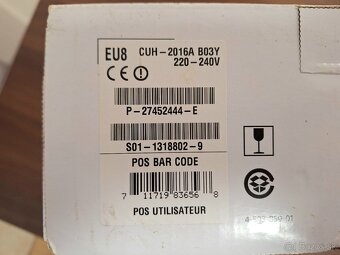 EU8
CUH-2016A B03Y
220-240V
P-27452444-E
S01-1318802-9
POS BAR CODE
7 11719 83656 8
POS UTILISATEUR